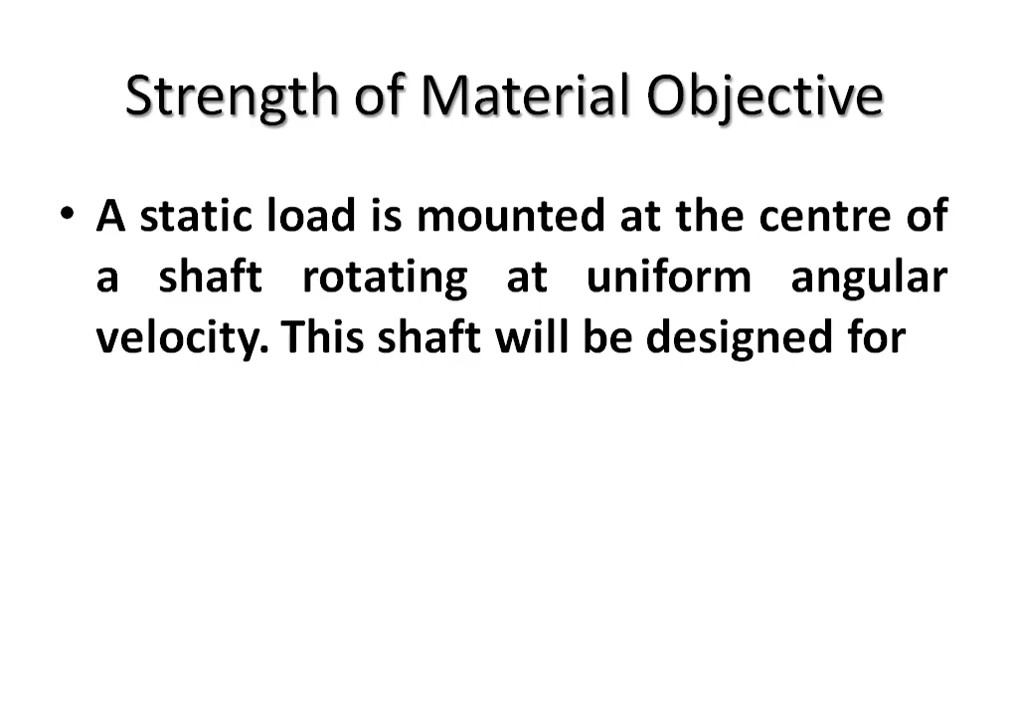 Strength of Material Objective
• A static load is mounted at the centre of
a shaft rotating at uniform angular
velocity. This shaft will be designed for